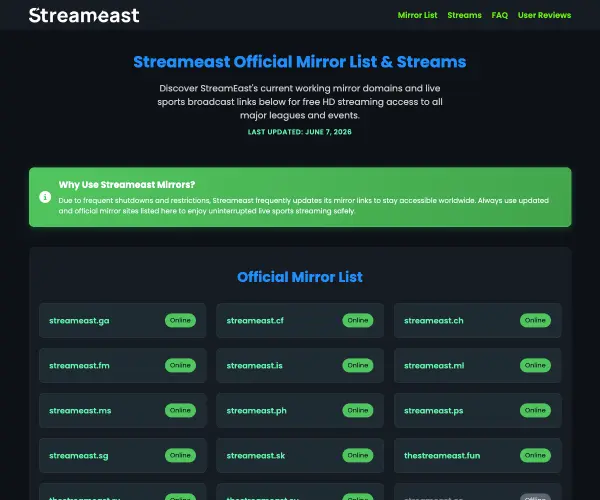 Streameast
Mirror List Streams FAQ User Reviews
Streameast Official Mirror List & Streams
Discover StreamEast's current working mirror domains and live
sports broadcast links below for free HD streaming access to all
major leagues and events.
LAST UPDATED: JUNE 7, 2026
Why Use Streameast Mirrors?
Due to frequent shutdowns and restrictions, Streameast frequently updates its mirror links to stay accessible worldwide. Always use updated
and official mirror sites listed here to enjoy uninterrupted live sports streaming safely.
Official Mirror List
streameast.ga Online streameast.cf Online streameast.ch Online
streameast.fm Online streameast.is Online streameast.ml Online
streameast.ms Online streameast.ph Online streameast.ps Online
streameast.sg Online streameast.sk Online thestreameast.fun Online